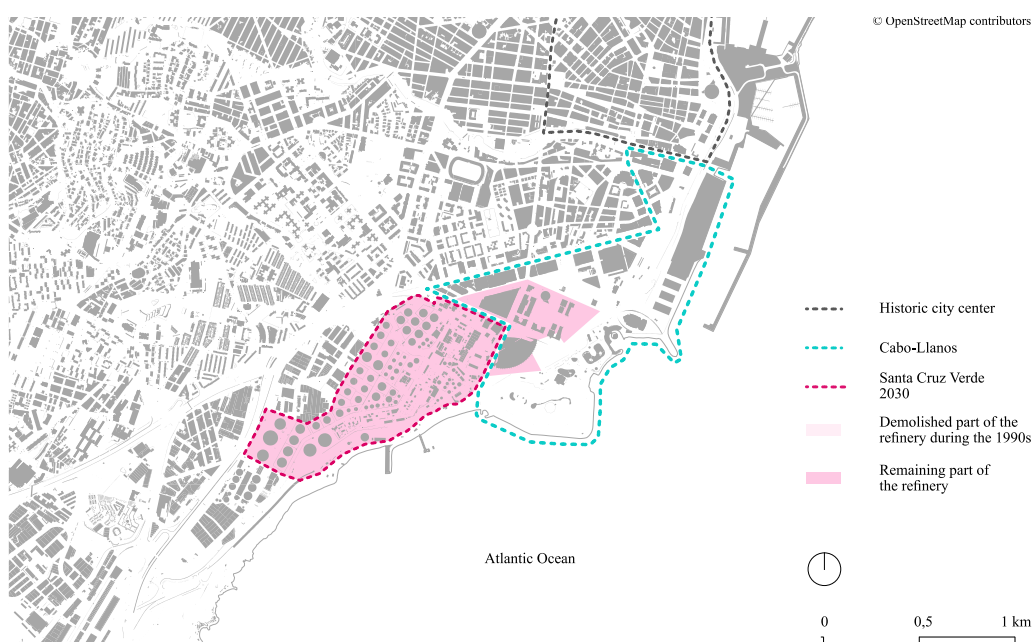 © OpenStreetMap contributors
Historic city center
Cabo-Llanos
Santa Cruz Verde
2030
Demolished part of the
refinery during the 1990s
Remaining part of
the refinery
Atlantic Ocean
0 0,5 1 km